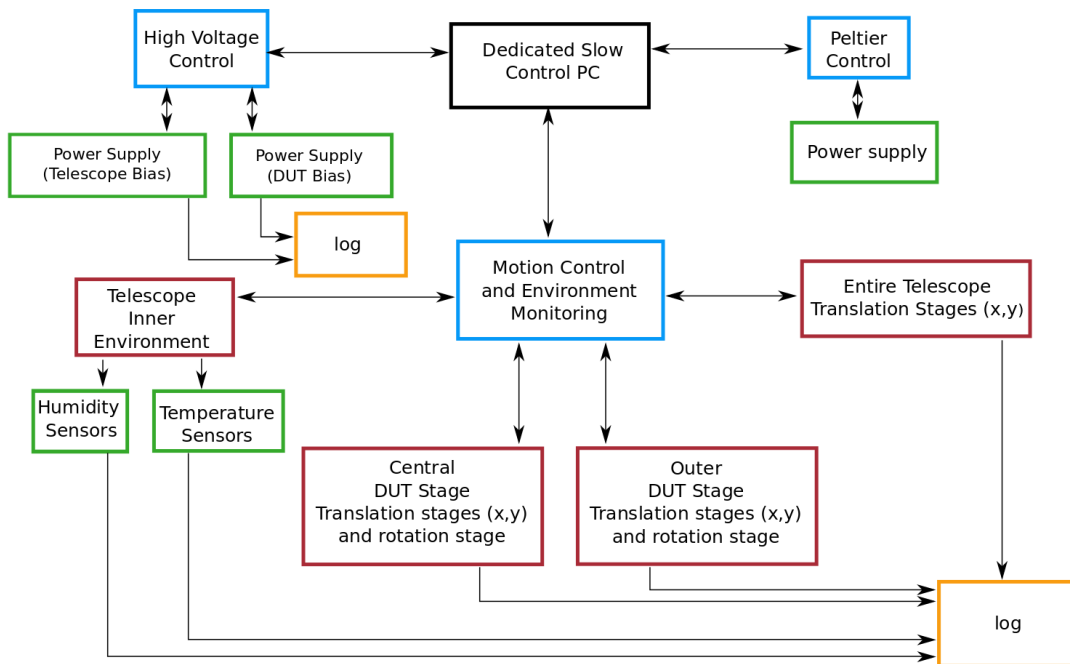 High Voltage
Control
Dedicated Slow
Control PC
Peltier
Control
Power Supply
(Telescope Bias)
Power Supply
(DUT Bias)
Power supply
log
Telescope
Inner
Environment
Motion Control
and Environment
Monitoring
Entire Telescope
Translation Stages (x,y)
Humidity
Sensors
Temperature
Sensors
Central
DUT Stage
Translation stages (x,y)
and rotation stage
Outer
DUT Stage
Translation stages (x,y)
and rotation stage
log